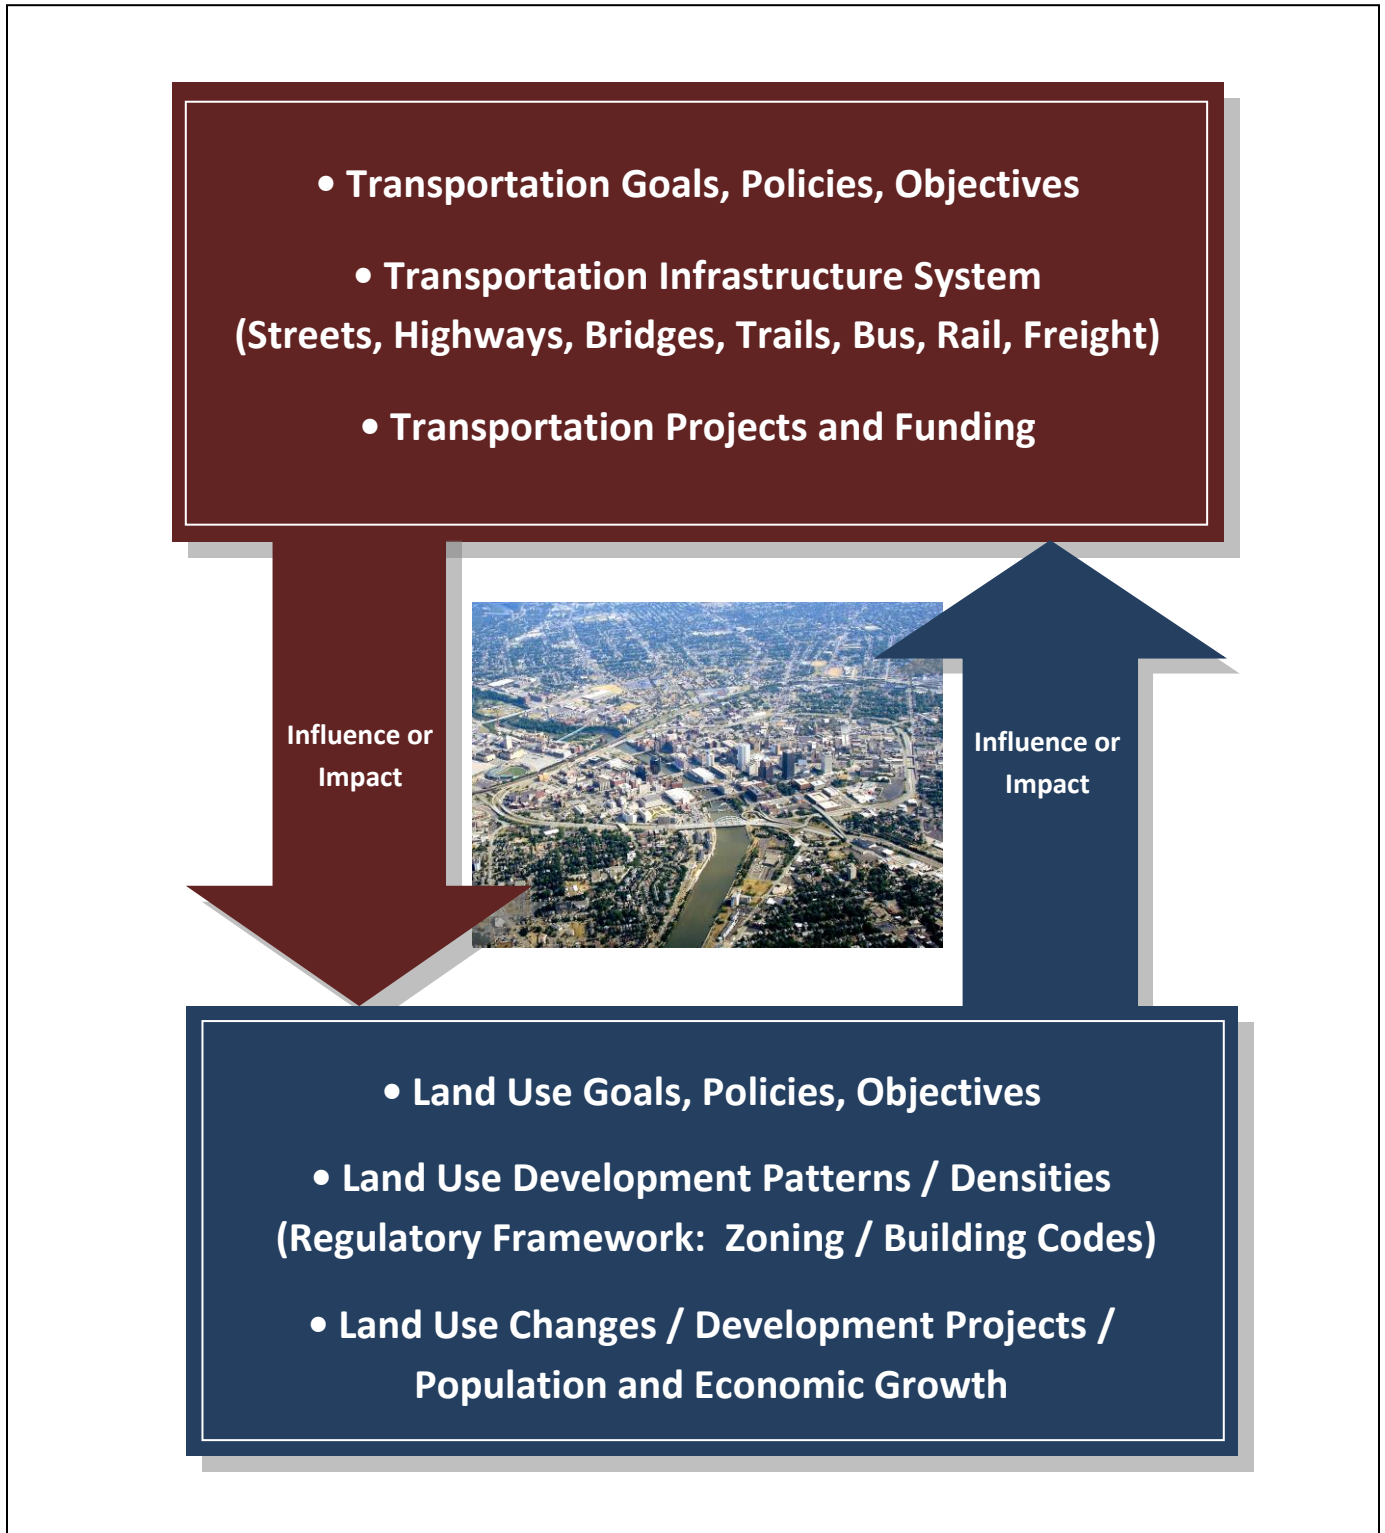 • Transportation Goals, Policies, Objectives
• Transportation Infrastructure System
(Streets, Highways, Bridges, Trails, Bus, Rail, Freight)
• Transportation Projects and Funding
Influence or
Impact
Influence or
Impact
• Land Use Goals, Policies, Objectives
• Land Use Development Patterns / Densities
(Regulatory Framework:  Zoning / Building Codes)
• Land Use Changes / Development Projects /
Population and Economic Growth